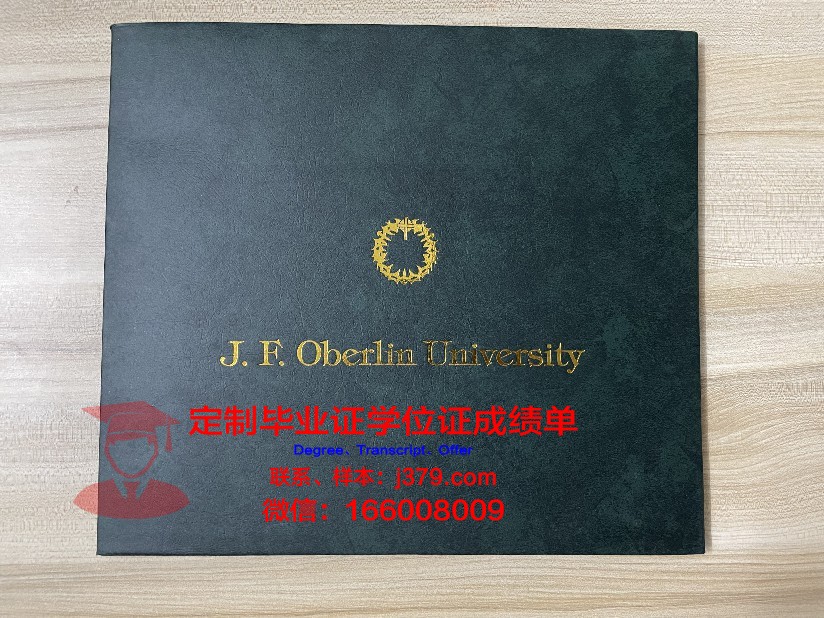 J. F. Oberlin University
定制毕业证学位证成绩单
Degree、Transcript、Offer
联系、样本：j379.com
微信：166008009